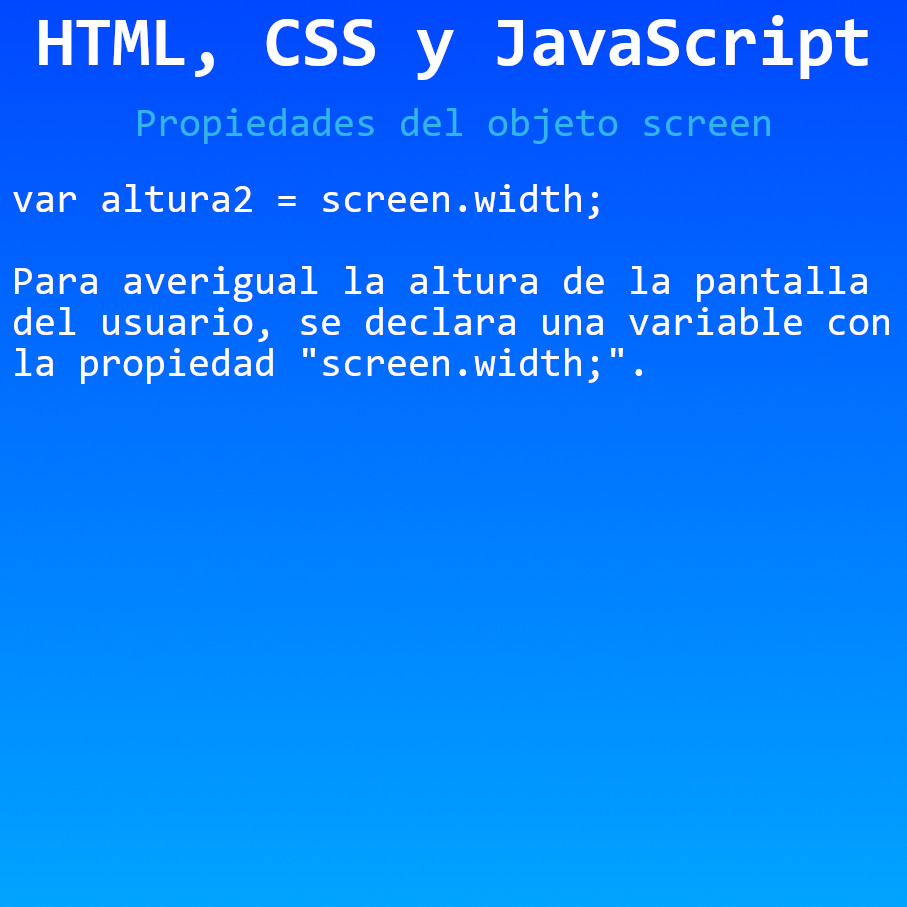 HTML, CSS y JavaScript
Propiedades del objeto screen
var altura2 = screen.width;
Para averigual la altura de la pantalla
del usuario, se declara una variable con
la propiedad "screen.width;".